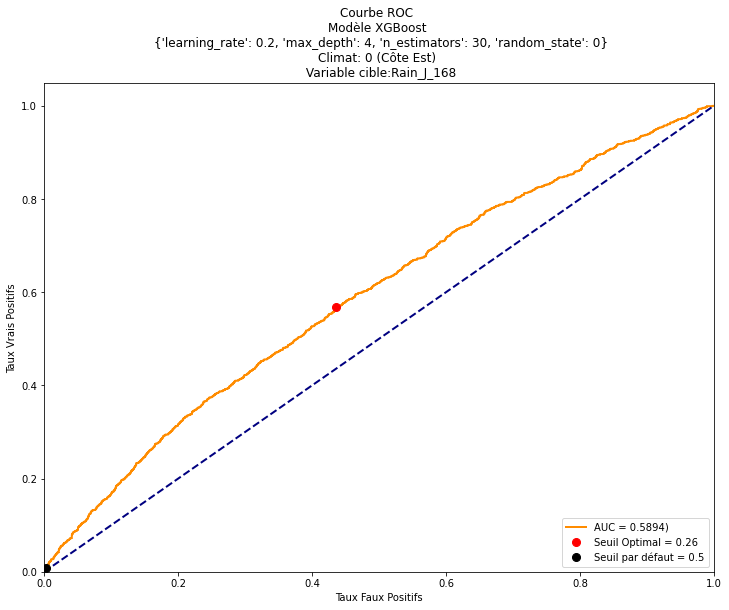 Courbe ROC
Modèle XGBoost
{'learning_rate': 0.2, 'max_depth': 4, 'n_estimators': 30, 'random_state': 0}
Climat: 0 (Côte Est)
Variable cible:Rain_J_168
1.0
0.8
0.6
0.4
0.2
0.0
Taux Vrais Positifs
AUC = 0.5894)
Seuil Optimal = 0.26
Seuil par défaut = 0.5
0.0 0.2 0.4 0.6 0.8 1.0
Taux Faux Positifs